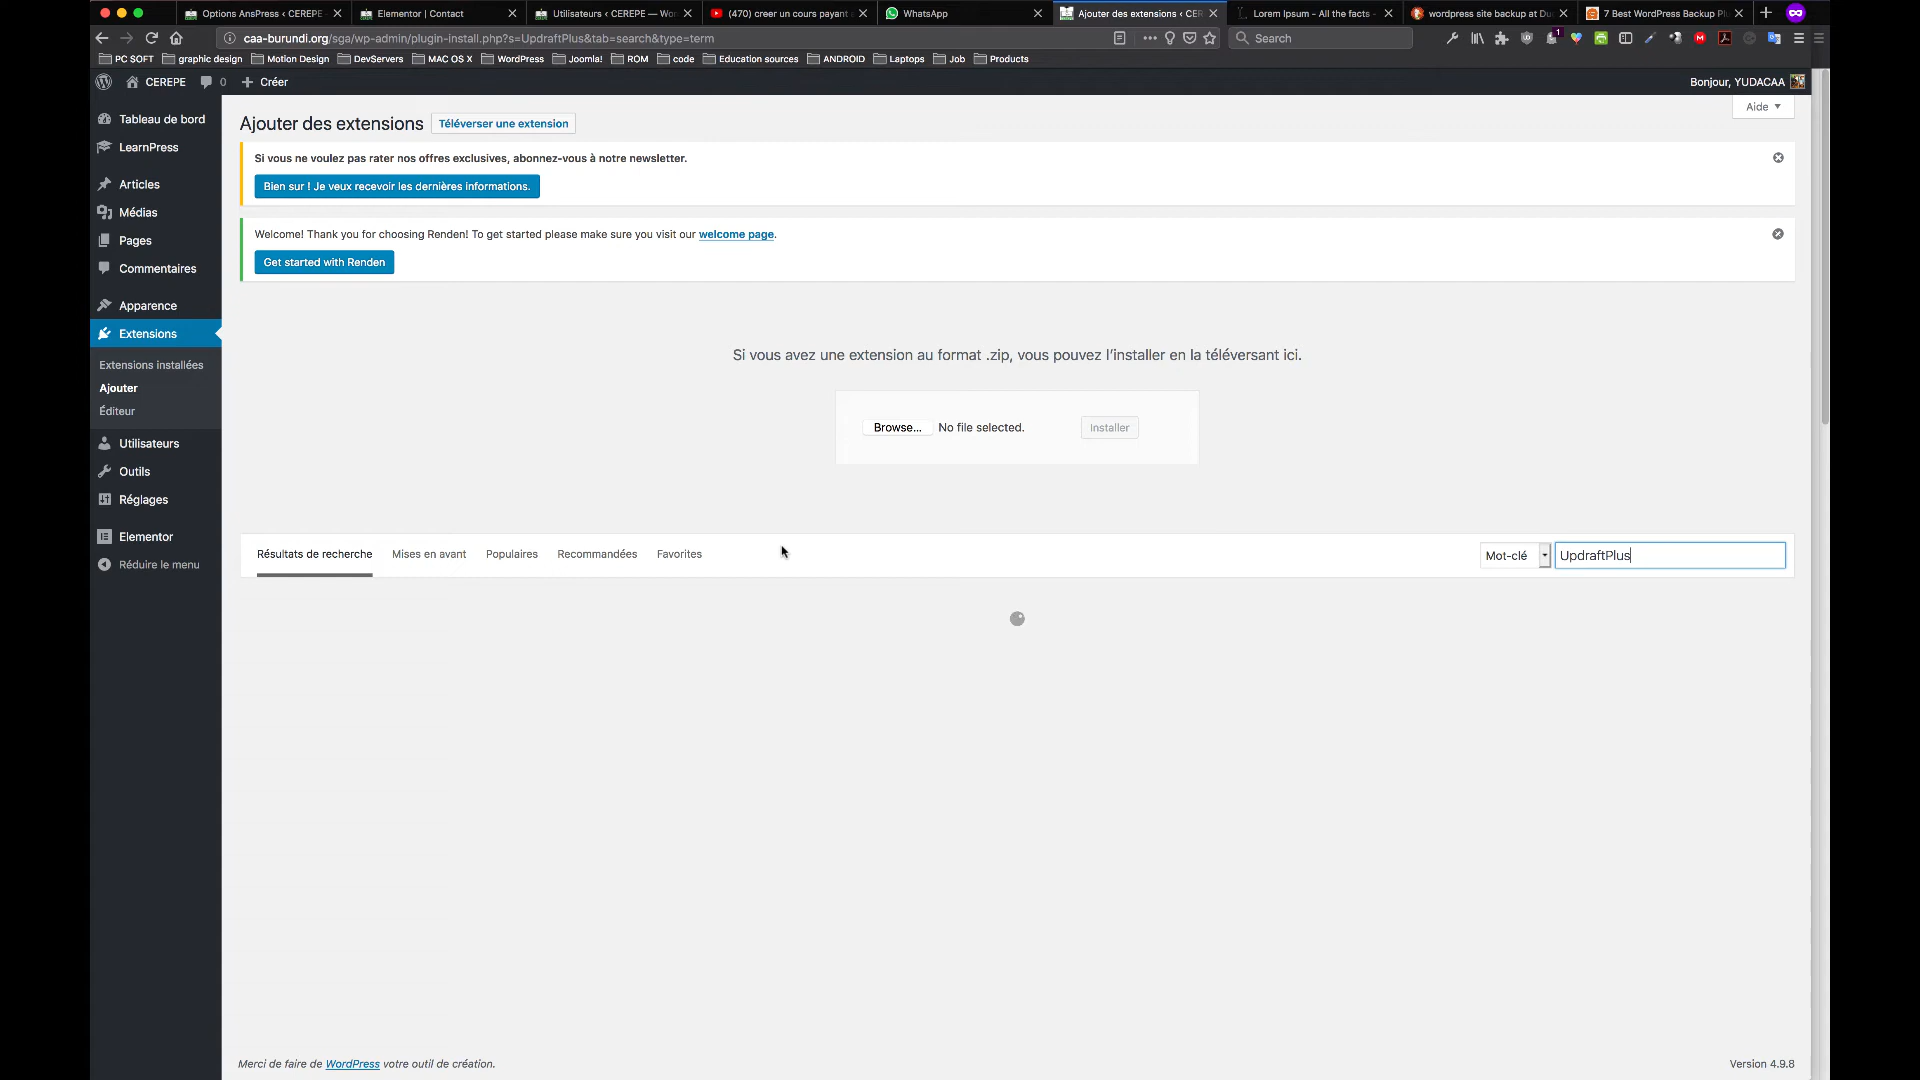 Options AnsPress ‹ CEREPE
Elementor | Contact
Utilisateurs ‹ CEREPE — Wor
(470) creer un cours payant
WhatsApp
Ajouter des extensions ‹ CER
Lorem Ipsum - All the facts -
wordpress site backup at Du
7 Best WordPress Backup Plu
caa-burundi.org/sga/wp-admin/plugin-install.php?s=UpdraftPlus&tab=search&type=term
Search
1
PC SOFT
graphic design
Motion Design
DevServers
MAC OS X
WordPress
Joomla!
ROM
code
Education sources
ANDROID
Laptops
Job
Products
CEREPE
0
Créer
Bonjour, YUDACAA
Aide
Tableau de bord
LearnPress
Articles
Médias
Pages
Commentaires
Apparence
Extensions
Extensions installées
Ajouter
Éditeur
Utilisateurs
Outils
Réglages
Elementor
Réduire le menu
Ajouter des extensions
Téléverser une extension
Si vous ne voulez pas rater nos offres exclusives, abonnez-vous à notre newsletter.
Bien sur ! Je veux recevoir les dernières informations.
Welcome! Thank you for choosing Renden! To get started please make sure you visit our welcome page.
Get started with Renden
Si vous avez une extension au format .zip, vous pouvez l’installer en la téléversant ici.
Browse...
No file selected.
Installer
Résultats de recherche
Mises en avant
Populaires
Recommandées
Favorites
Mot-clé
UpdraftPlus
Merci de faire de WordPress votre outil de création.
Version 4.9.8